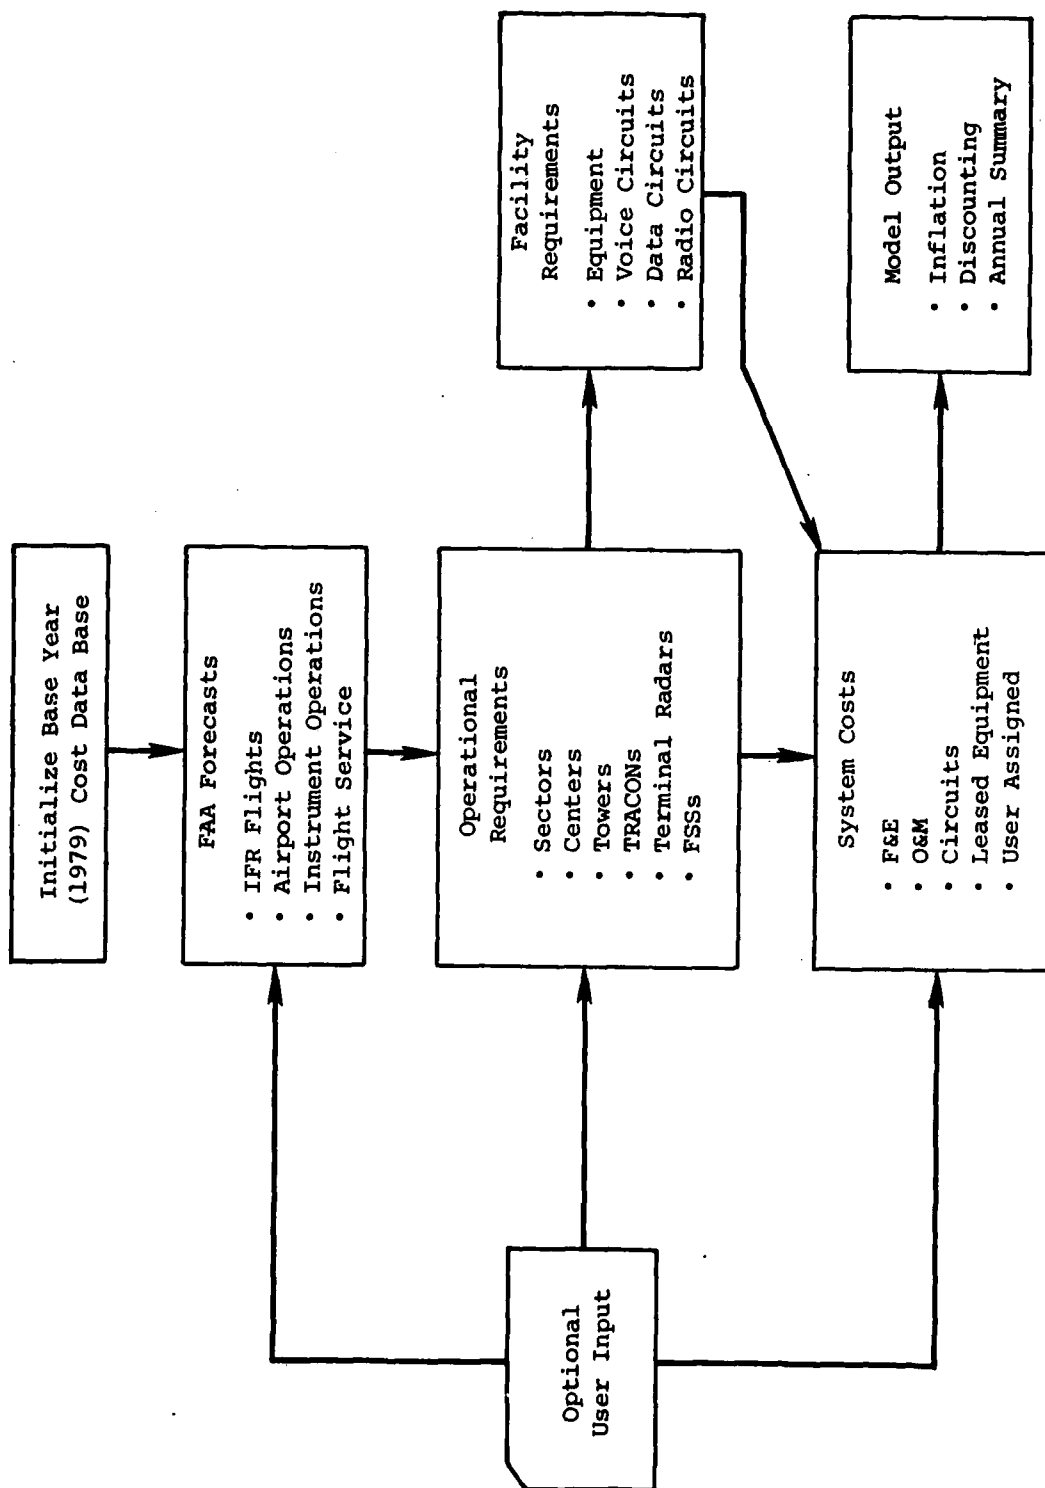 Initialize Base Year
(1979) Cost Data Base
FAA Forecasts
• IFR Flights
• Airport Operations
• Instrument Operations
• Flight Service
Operational
Requirements
• Sectors
• Centers
• Towers
• TRACONs
• Terminal Radars
• FSSs
Facility
Requirements
• Equipment
• Voice Circuits
• Data Circuits
• Radio Circuits
Optional
User Input
System Costs
• F&E
• O&M
• Circuits
• Leased Equipment
• User Assigned
Model Output
• Inflation
• Discounting
• Annual Summary